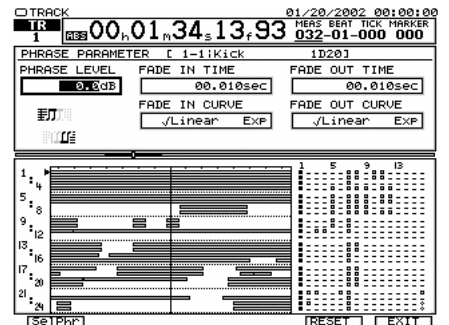 TRACK 01/20/2002 00:00:00
TR 1 ABS 00h01m34s13f93 MEAS BEAT TICK MARKER
032-01-000 000
PHRASE PARAMETER [ 1-1:Kick 1D20]
PHRASE LEVEL FADE IN TIME FADE OUT TIME
0.0dB 00.010sec 00.010sec
FADE IN CURVE FADE OUT CURVE
√Linear Exp √Linear Exp
1 5 9 13
1
4
5
8
9
12
13
16
17
20
21
24
SelPhr RESET EXIT